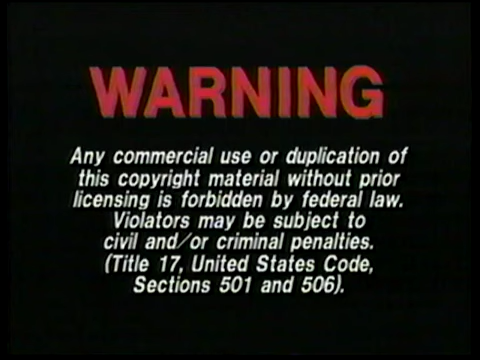 WARNING
Any commercial use or duplication of
this copyright material without prior
licensing is forbidden by federal law.
Violators may be subject to
civil and/or criminal penalties.
(Title 17, United States Code,
Sections 501 and 506).